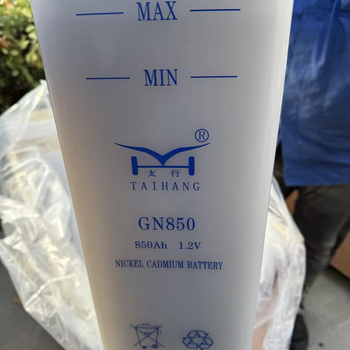 MAX
MIN
®
太行
TAIHANG
GN850
850Ah 1.2V
NICKEL CADMIUM BATTERY